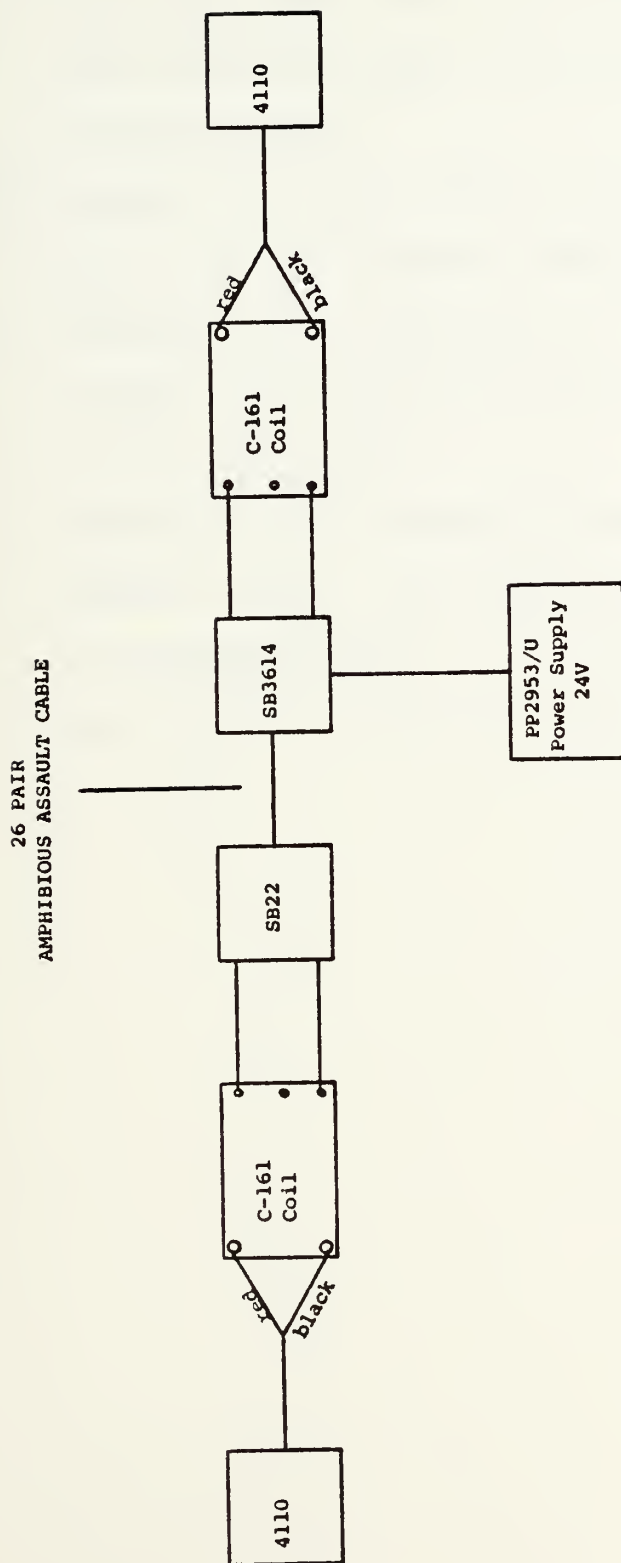 26 PAIR
AMPHIBIOUS ASSAULT CABLE
4110
red
black
C-161
Coil
SB22
SB3614
C-161
Coil
red
black
4110
PP2953/U
Power Supply
24V